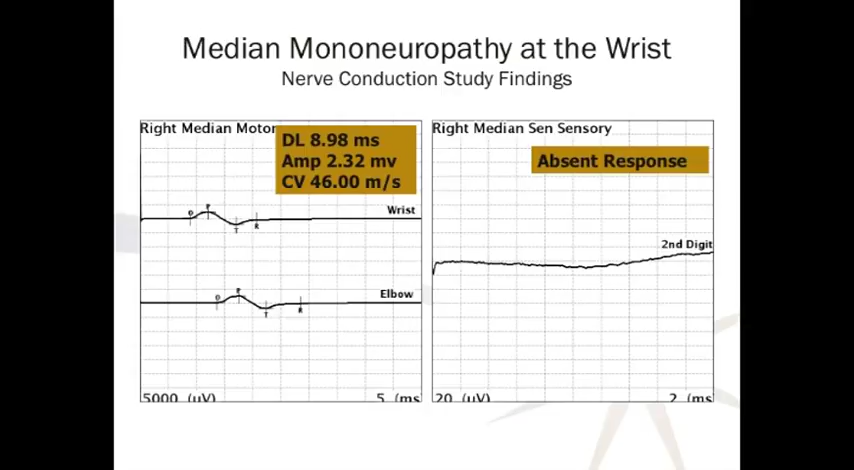 Median Mononeuropathy at the Wrist
Nerve Conduction Study Findings
Right Median Motor
DL 8.98 ms
Amp 2.32 mv
CV 46.00 m/s
O P T R
Wrist
O P T R
Elbow
5000 (uV) 5 (ms
Right Median Sen Sensory
Absent Response
2nd Digit
20 (uV) 2 (ms